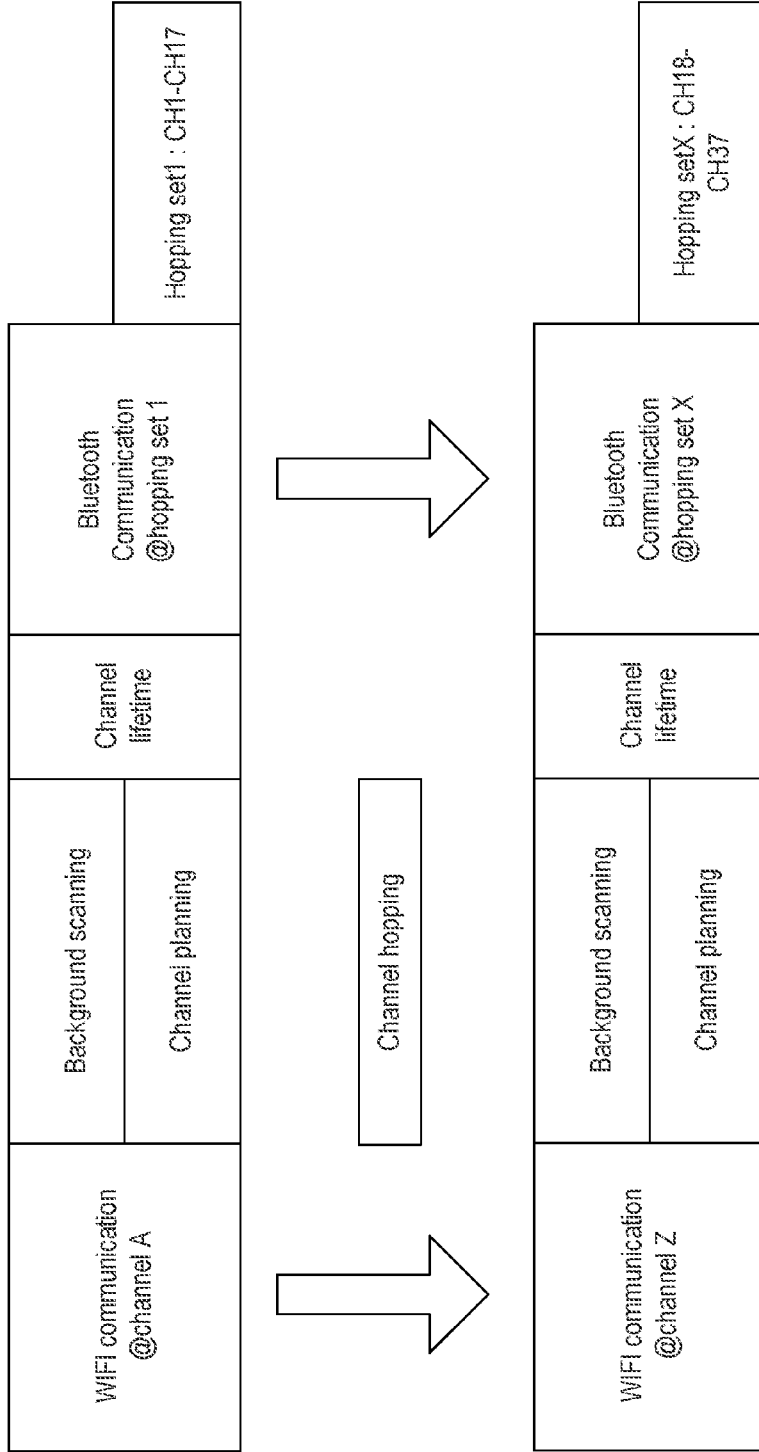 WIFI communication
@channel A
Background scanning
Channel planning
Channel
lifetime
Bluetooth
Communication
@hopping set 1
Hopping set1 : CH1-CH17
Channel hopping
WIFI communication
@channel Z
Background scanning
Channel planning
Channel
lifetime
Bluetooth
Communication
@hopping set X
Hopping setX : CH18-
CH37